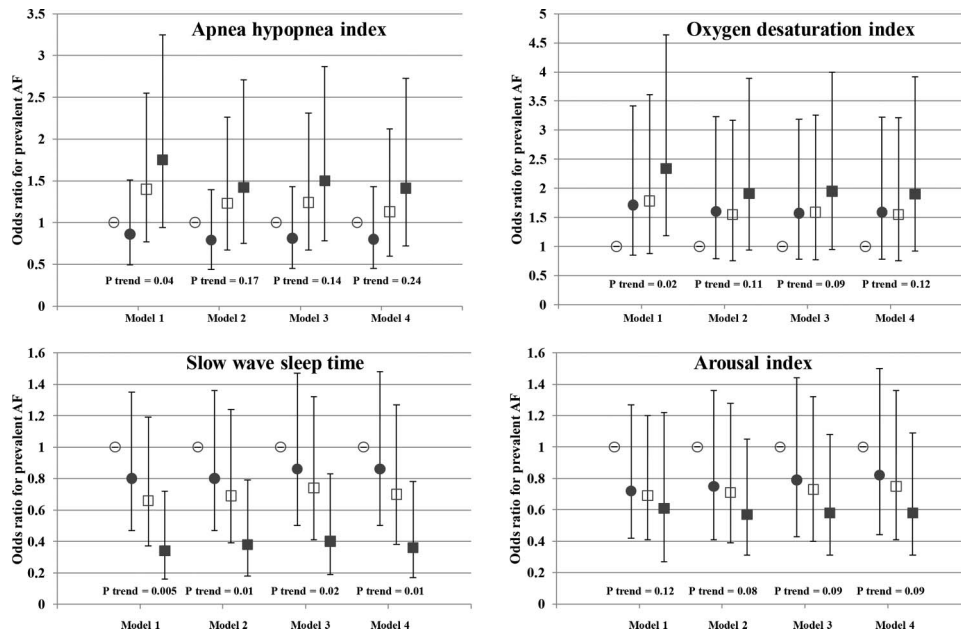 Apnea hypopnea index
Odds ratio for prevalent AF
3.5
3
2.5
2
1.5
1
0.5
0
P trend = 0.04 P trend = 0.17 P trend = 0.14 P trend = 0.24
Model 1 Model 2 Model 3 Model 4
Oxygen desaturation index
Odds ratio for prevalent AF
5
4.5
4
3.5
3
2.5
2
1.5
1
0.5
0
P trend = 0.02 P trend = 0.11 P trend = 0.09 P trend = 0.12
Model 1 Model 2 Model 3 Model 4
Slow wave sleep time
Odds ratio for prevalent AF
1.6
1.4
1.2
1
0.8
0.6
0.4
0.2
0
P trend = 0.005 P trend = 0.01 P trend = 0.02 P trend = 0.01
Model 1 Model 2 Model 3 Model 4
Arousal index
Odds ratio for prevalent AF
1.6
1.4
1.2
1
0.8
0.6
0.4
0.2
0
P trend = 0.12 P trend = 0.08 P trend = 0.09 P trend = 0.09
Model 1 Model 2 Model 3 Model 4